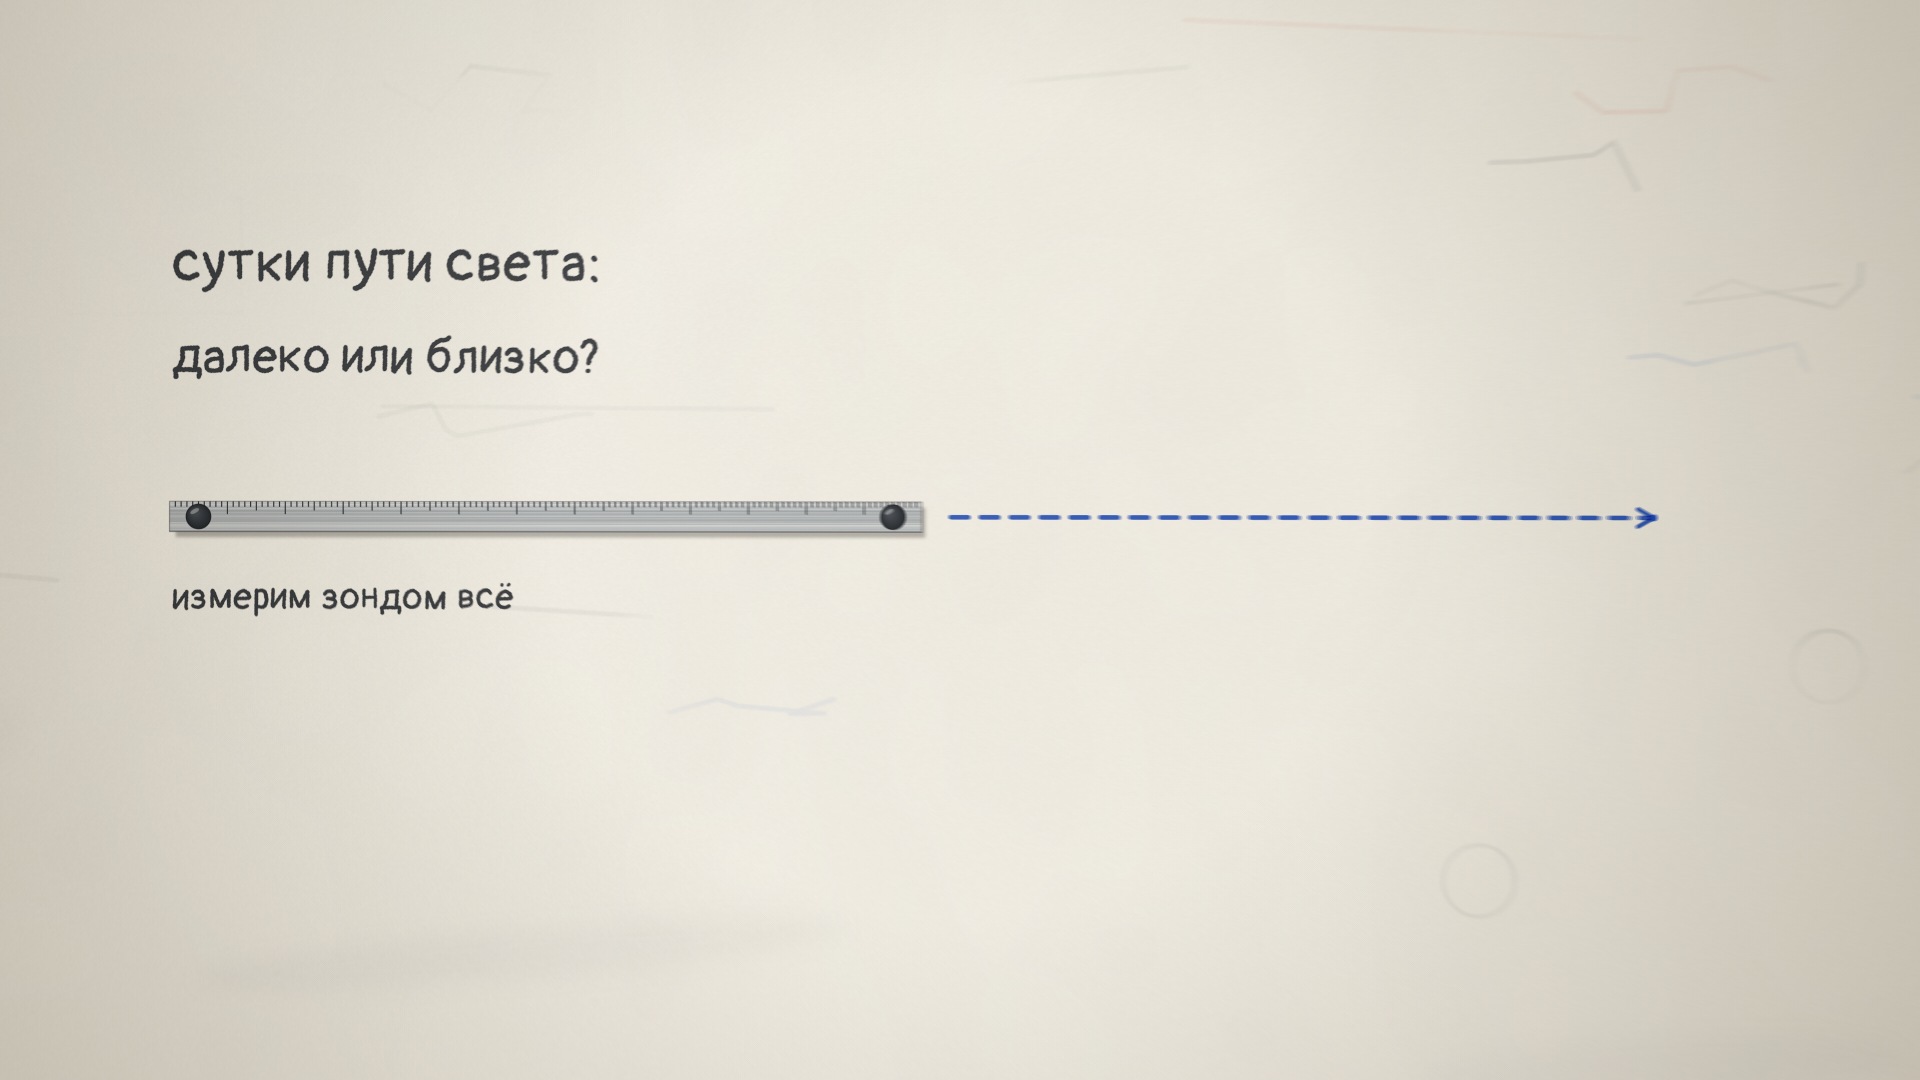 сутки пути света:
далеко или близко?
измерим зондом всё